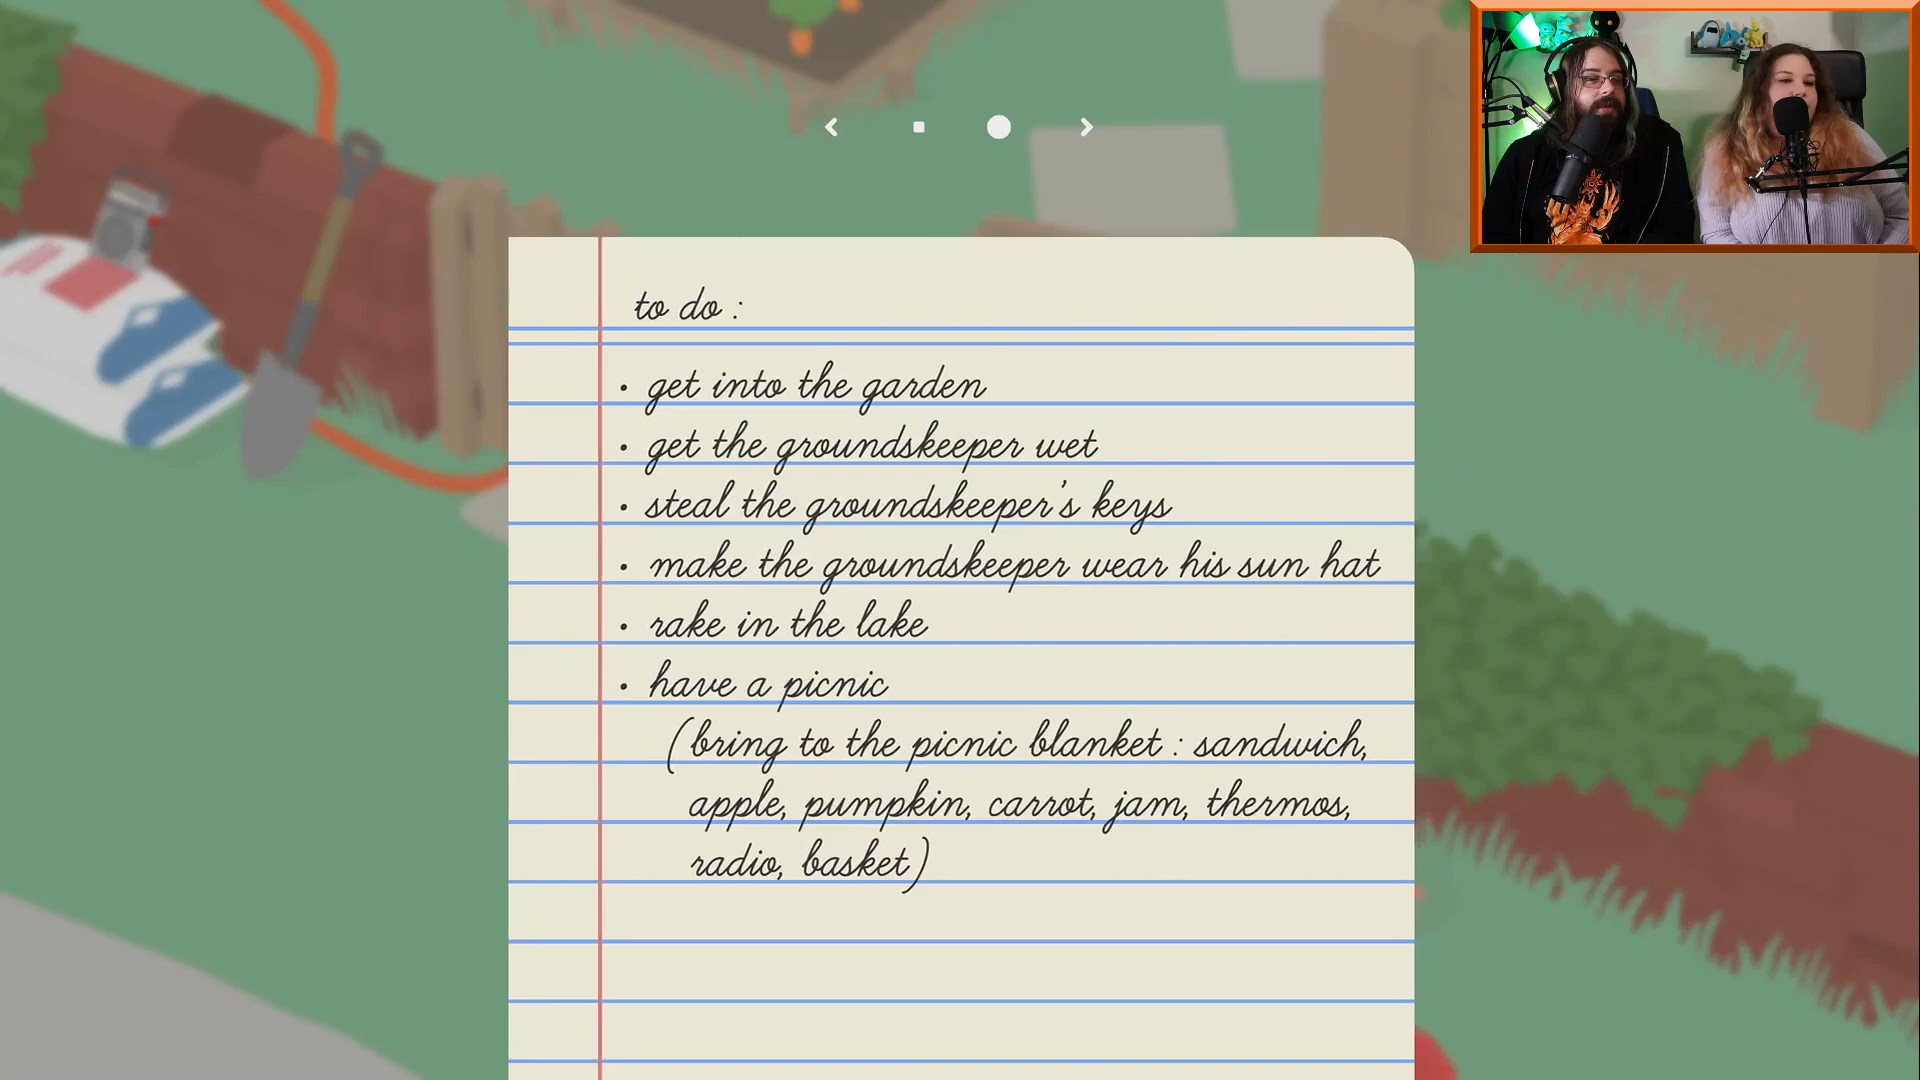 to do :
• get into the garden
• get the groundskeeper wet
• steal the groundskeeper's keys
• make the groundskeeper wear his sun hat
• rake in the lake
• have a picnic
(bring to the picnic blanket : sandwich,
apple, pumpkin, carrot, jam, thermos,
radio, basket)